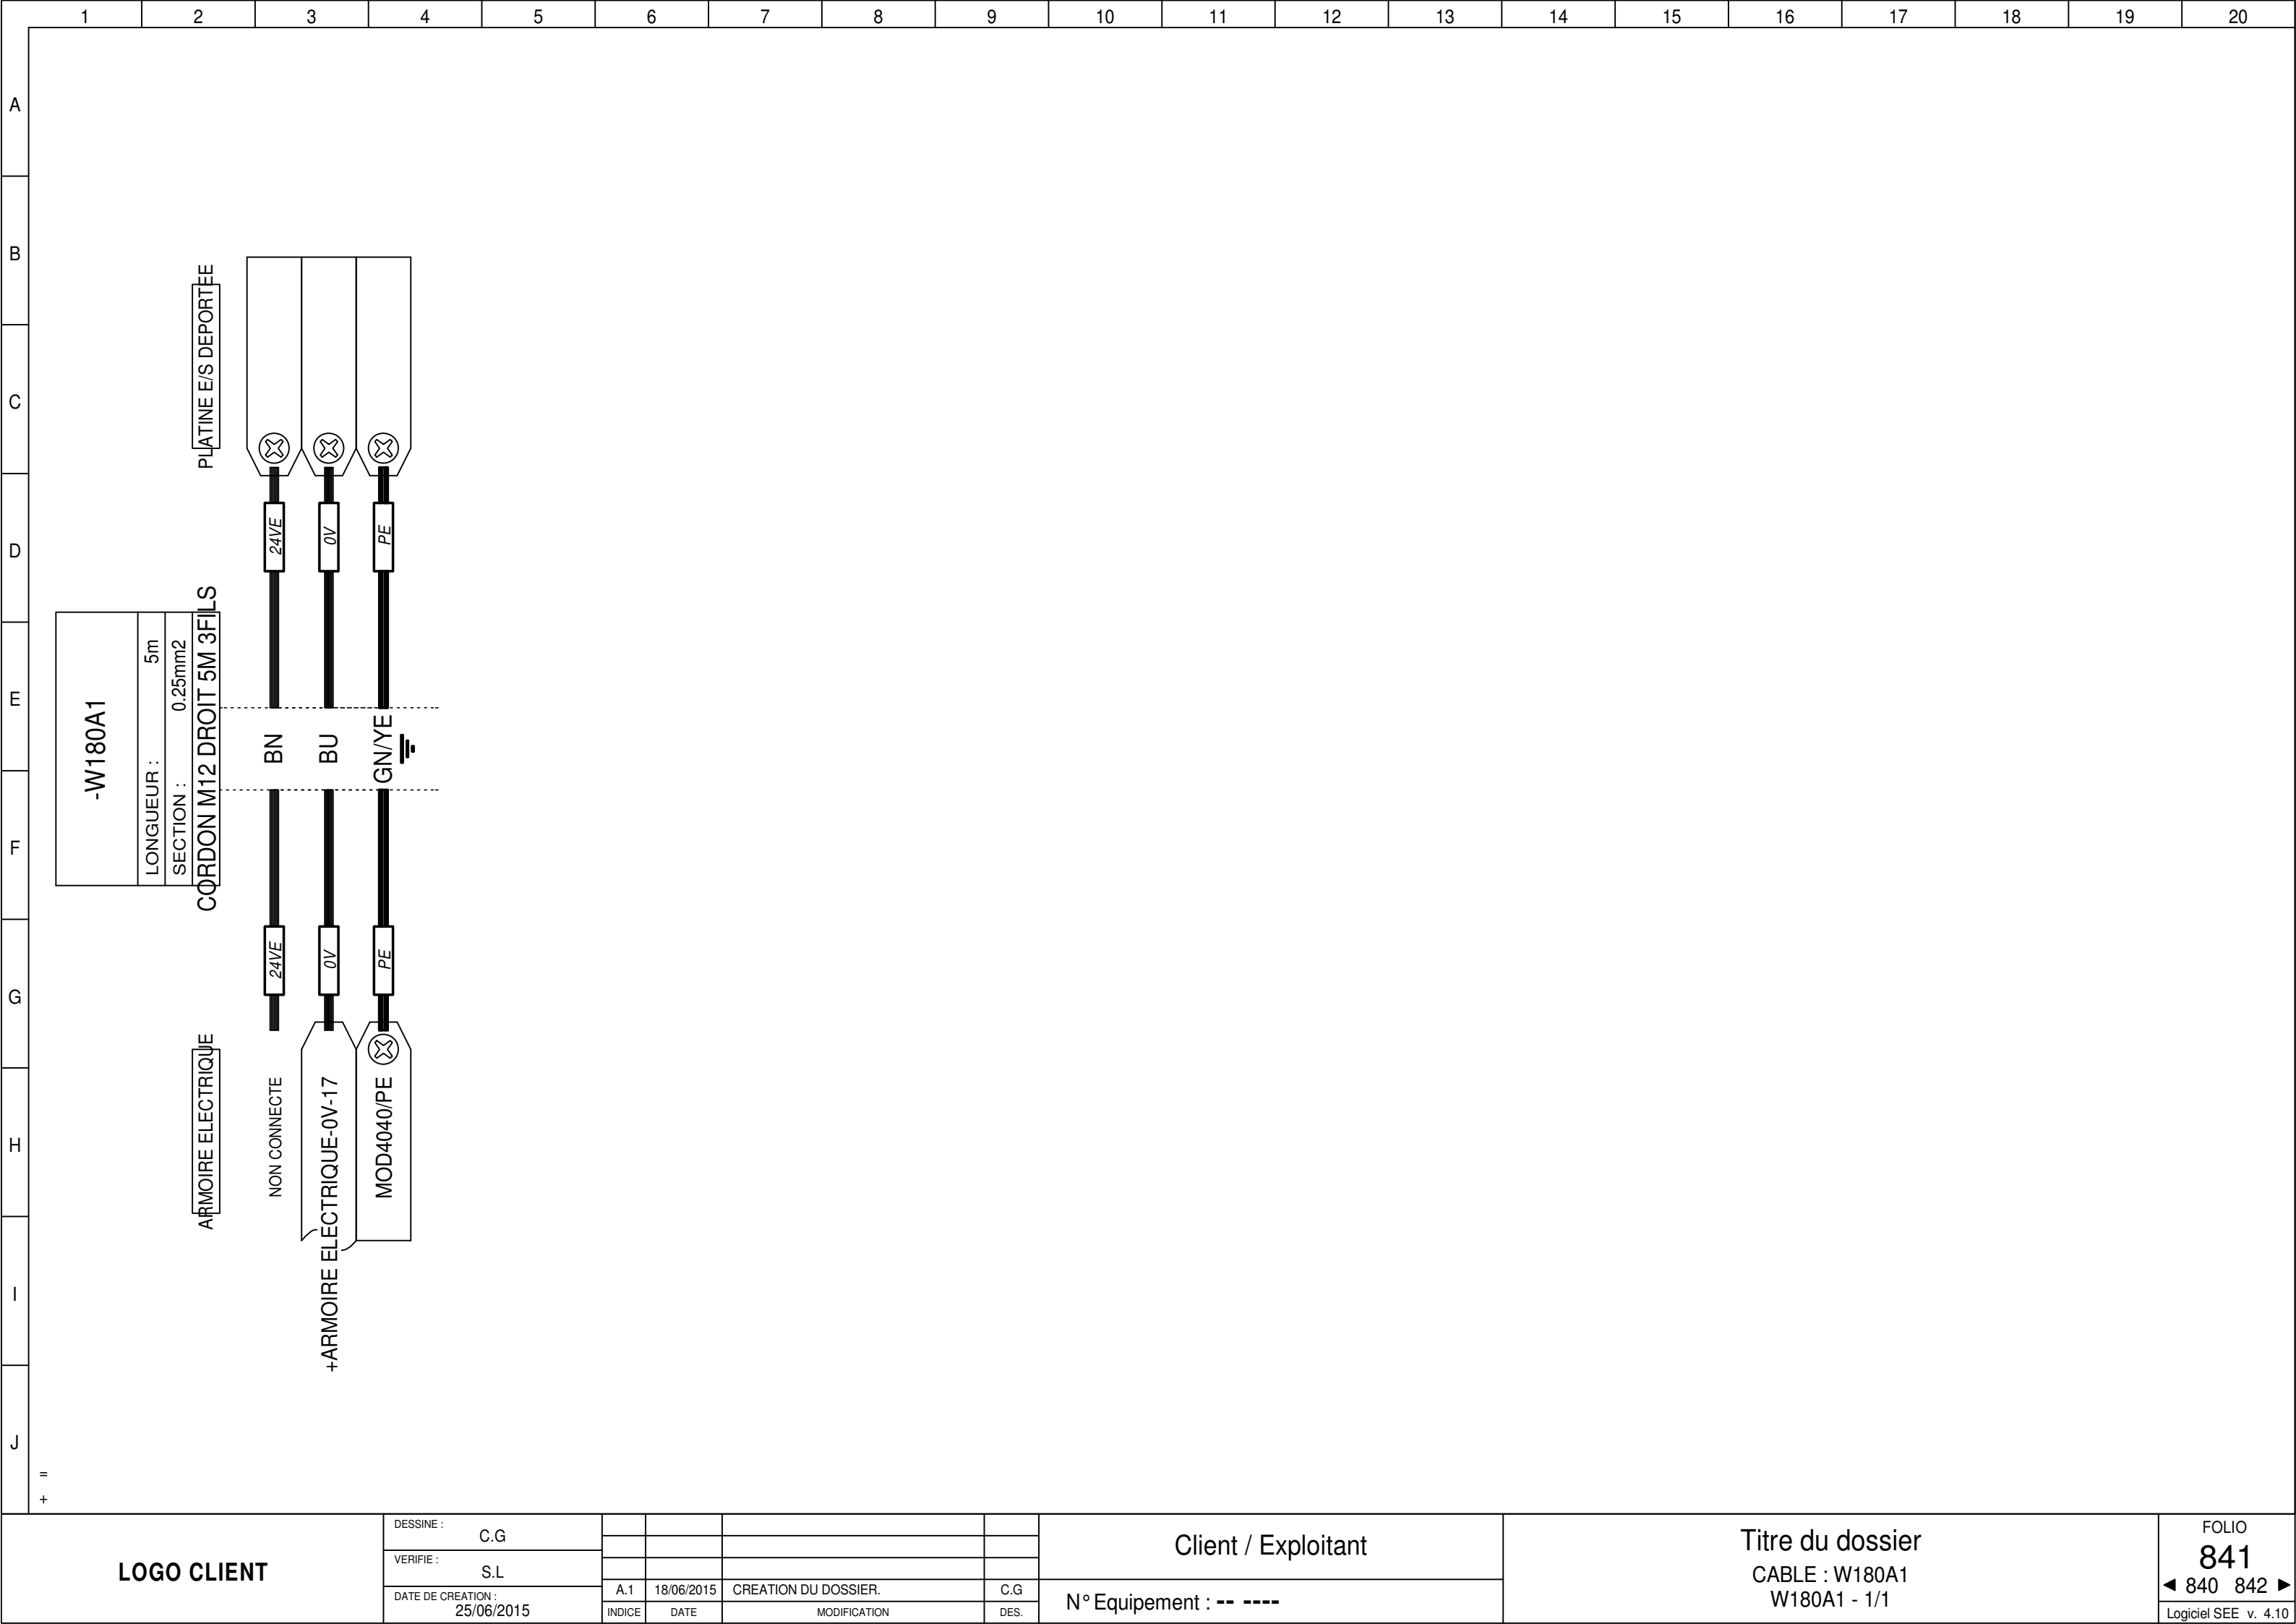 1 2 3 4 5 6 7 8 9 10 11 12 13 14 15 16 17 18 19 20
A
B
C
D
E
F
G
H
I
J
-W180A1
LONGUEUR : 5m
SECTION : 0.25mm2
CORDON M12 DROIT 5M 3FILS
PLATINE E/S DEPORTEE
24VE
0V
PE
BN
BU
GN/YE
24VE
0V
PE
ARMOIRE ELECTRIQUE
NON CONNECTE
+ARMOIRE ELECTRIQUE-0V-17
MOD4040/PE
=
+
LOGO CLIENT
DESSINE :
C.G
VERIFIE :
S.L
DATE DE CREATION :
25/06/2015
A.1 18/06/2015 CREATION DU DOSSIER. C.G
INDICE DATE MODIFICATION DES.
Client / Exploitant
N° Equipement : -- ----
Titre du dossier
CABLE : W180A1
W180A1 - 1/1
FOLIO
841
◄ 840 842 ►
Logiciel SEE v. 4.10